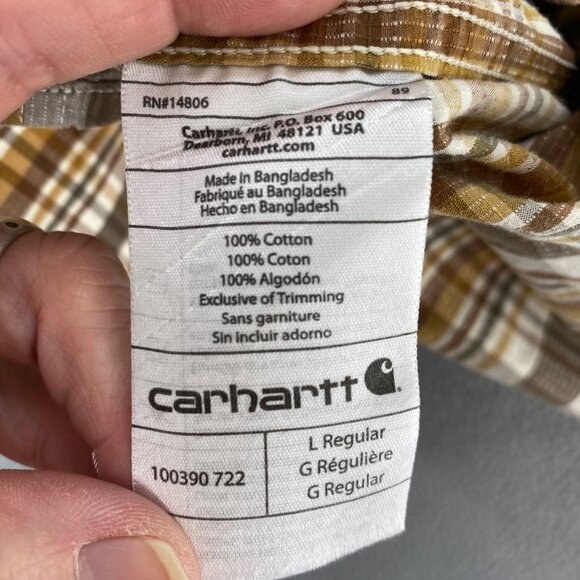 RN#14806
89
Carhartt, Inc. P.O. Box 600
Dearborn, MI 48121 USA
carhartt.com
Made in Bangladesh
Fabriqué au Bangladesh
Hecho en Bangladesh
100% Cotton
100% Coton
100% Algodón
Exclusive of Trimming
Sans garniture
Sin incluir adorno
carhartt
100390 722
L Regular
G Régulière
G Regular